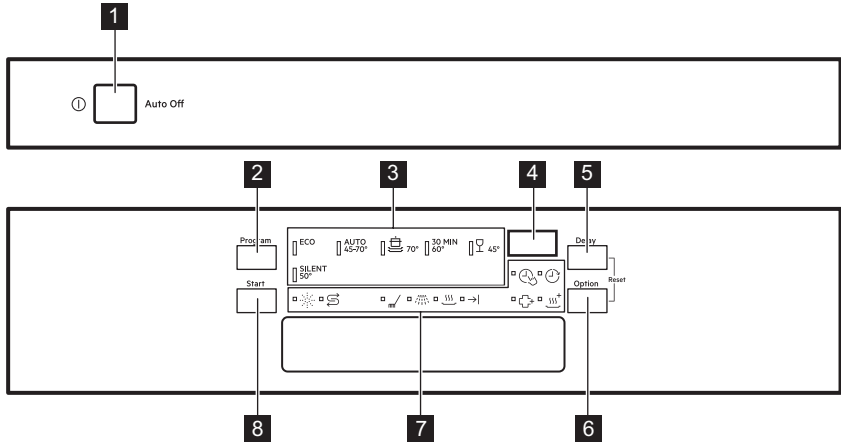 1
Auto Off
2
3
4
5
Program
ECO
AUTO
45-70°
70°
30 MIN
60°
45°
Delay
SILENT
50°
Reset
Start
Option
8
7
6